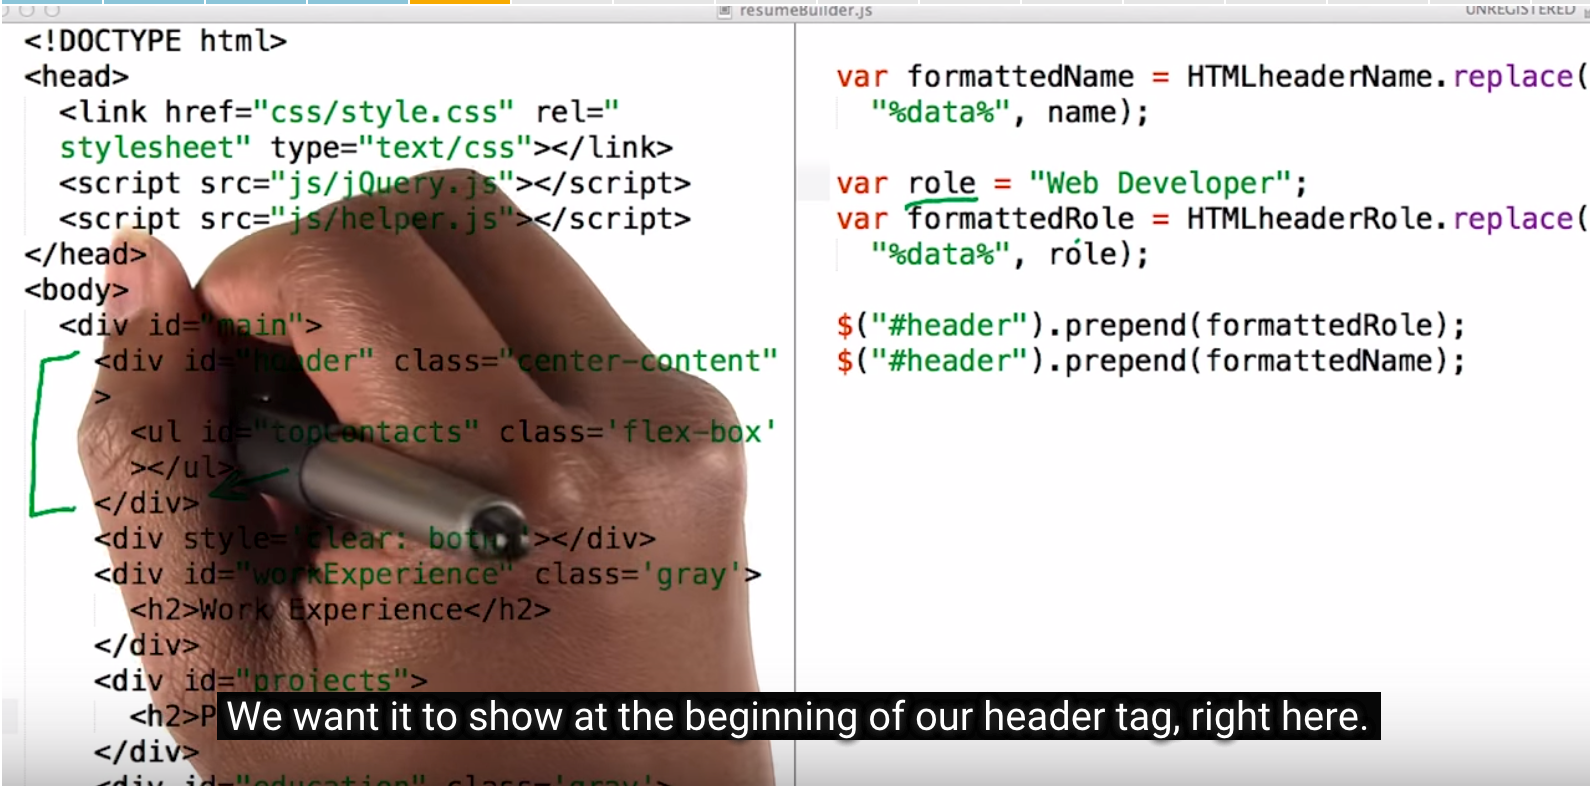 resumeBuilder.js
UNREGISTERED
<!DOCTYPE html>
<head>
<link href="css/style.css" rel="
stylesheet" type="text/css"></link>
<script src="js/jQuery.js"></script>
<script src="js/helper.js"></script>
</head>
<body>
<div id="main">
<div id="header" class="center-content"
>
<ul id="topContacts" class='flex-box'
></ul>
</div>
<div style='clear: both;'></div>
<div id="workExperience" class='gray'>
<h2>Work Experience</h2>
</div>
<div id="projects">
<h2>P
</div>
<div id="education" class='gray'>
var formattedName = HTMLheaderName.replace(
"%data%", name);
var role = "Web Developer";
var formattedRole = HTMLheaderRole.replace(
"%data%", role);
$("#header").prepend(formattedRole);
$("#header").prepend(formattedName);
We want it to show at the beginning of our header tag, right here.